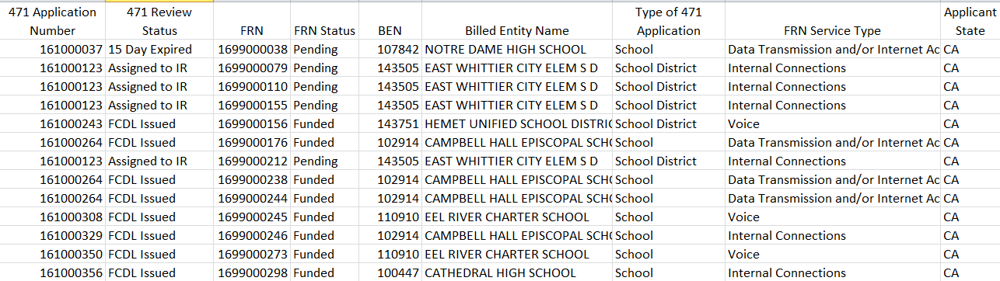 471 Application Number 471 Review Status FRN FRN Status BEN Billed Entity Name Type of 471 Application FRN Service Type Applicant State
161000037 15 Day Expired 1699000038 Pending 107842 NOTRE DAME HIGH SCHOOL School Data Transmission and/or Internet Ac CA
161000123 Assigned to IR 1699000079 Pending 143505 EAST WHITTIER CITY ELEM S D School District Internal Connections CA
161000123 Assigned to IR 1699000110 Pending 143505 EAST WHITTIER CITY ELEM S D School District Internal Connections CA
161000123 Assigned to IR 1699000155 Pending 143505 EAST WHITTIER CITY ELEM S D School District Internal Connections CA
161000243 FCDL Issued 1699000156 Funded 143751 HEMET UNIFIED SCHOOL DISTRIC School District Voice CA
161000264 FCDL Issued 1699000176 Funded 102914 CAMPBELL HALL EPISCOPAL SCHO School Data Transmission and/or Internet Ac CA
161000123 Assigned to IR 1699000212 Pending 143505 EAST WHITTIER CITY ELEM S D School District Internal Connections CA
161000264 FCDL Issued 1699000238 Funded 102914 CAMPBELL HALL EPISCOPAL SCHO School Data Transmission and/or Internet Ac CA
161000264 FCDL Issued 1699000244 Funded 102914 CAMPBELL HALL EPISCOPAL SCHO School Data Transmission and/or Internet Ac CA
161000308 FCDL Issued 1699000245 Funded 110910 EEL RIVER CHARTER SCHOOL School Voice CA
161000329 FCDL Issued 1699000246 Funded 102914 CAMPBELL HALL EPISCOPAL SCHO School Internal Connections CA
161000350 FCDL Issued 1699000273 Funded 110910 EEL RIVER CHARTER SCHOOL School Voice CA
161000356 FCDL Issued 1699000298 Funded 100447 CATHEDRAL HIGH SCHOOL School Internal Connections CA